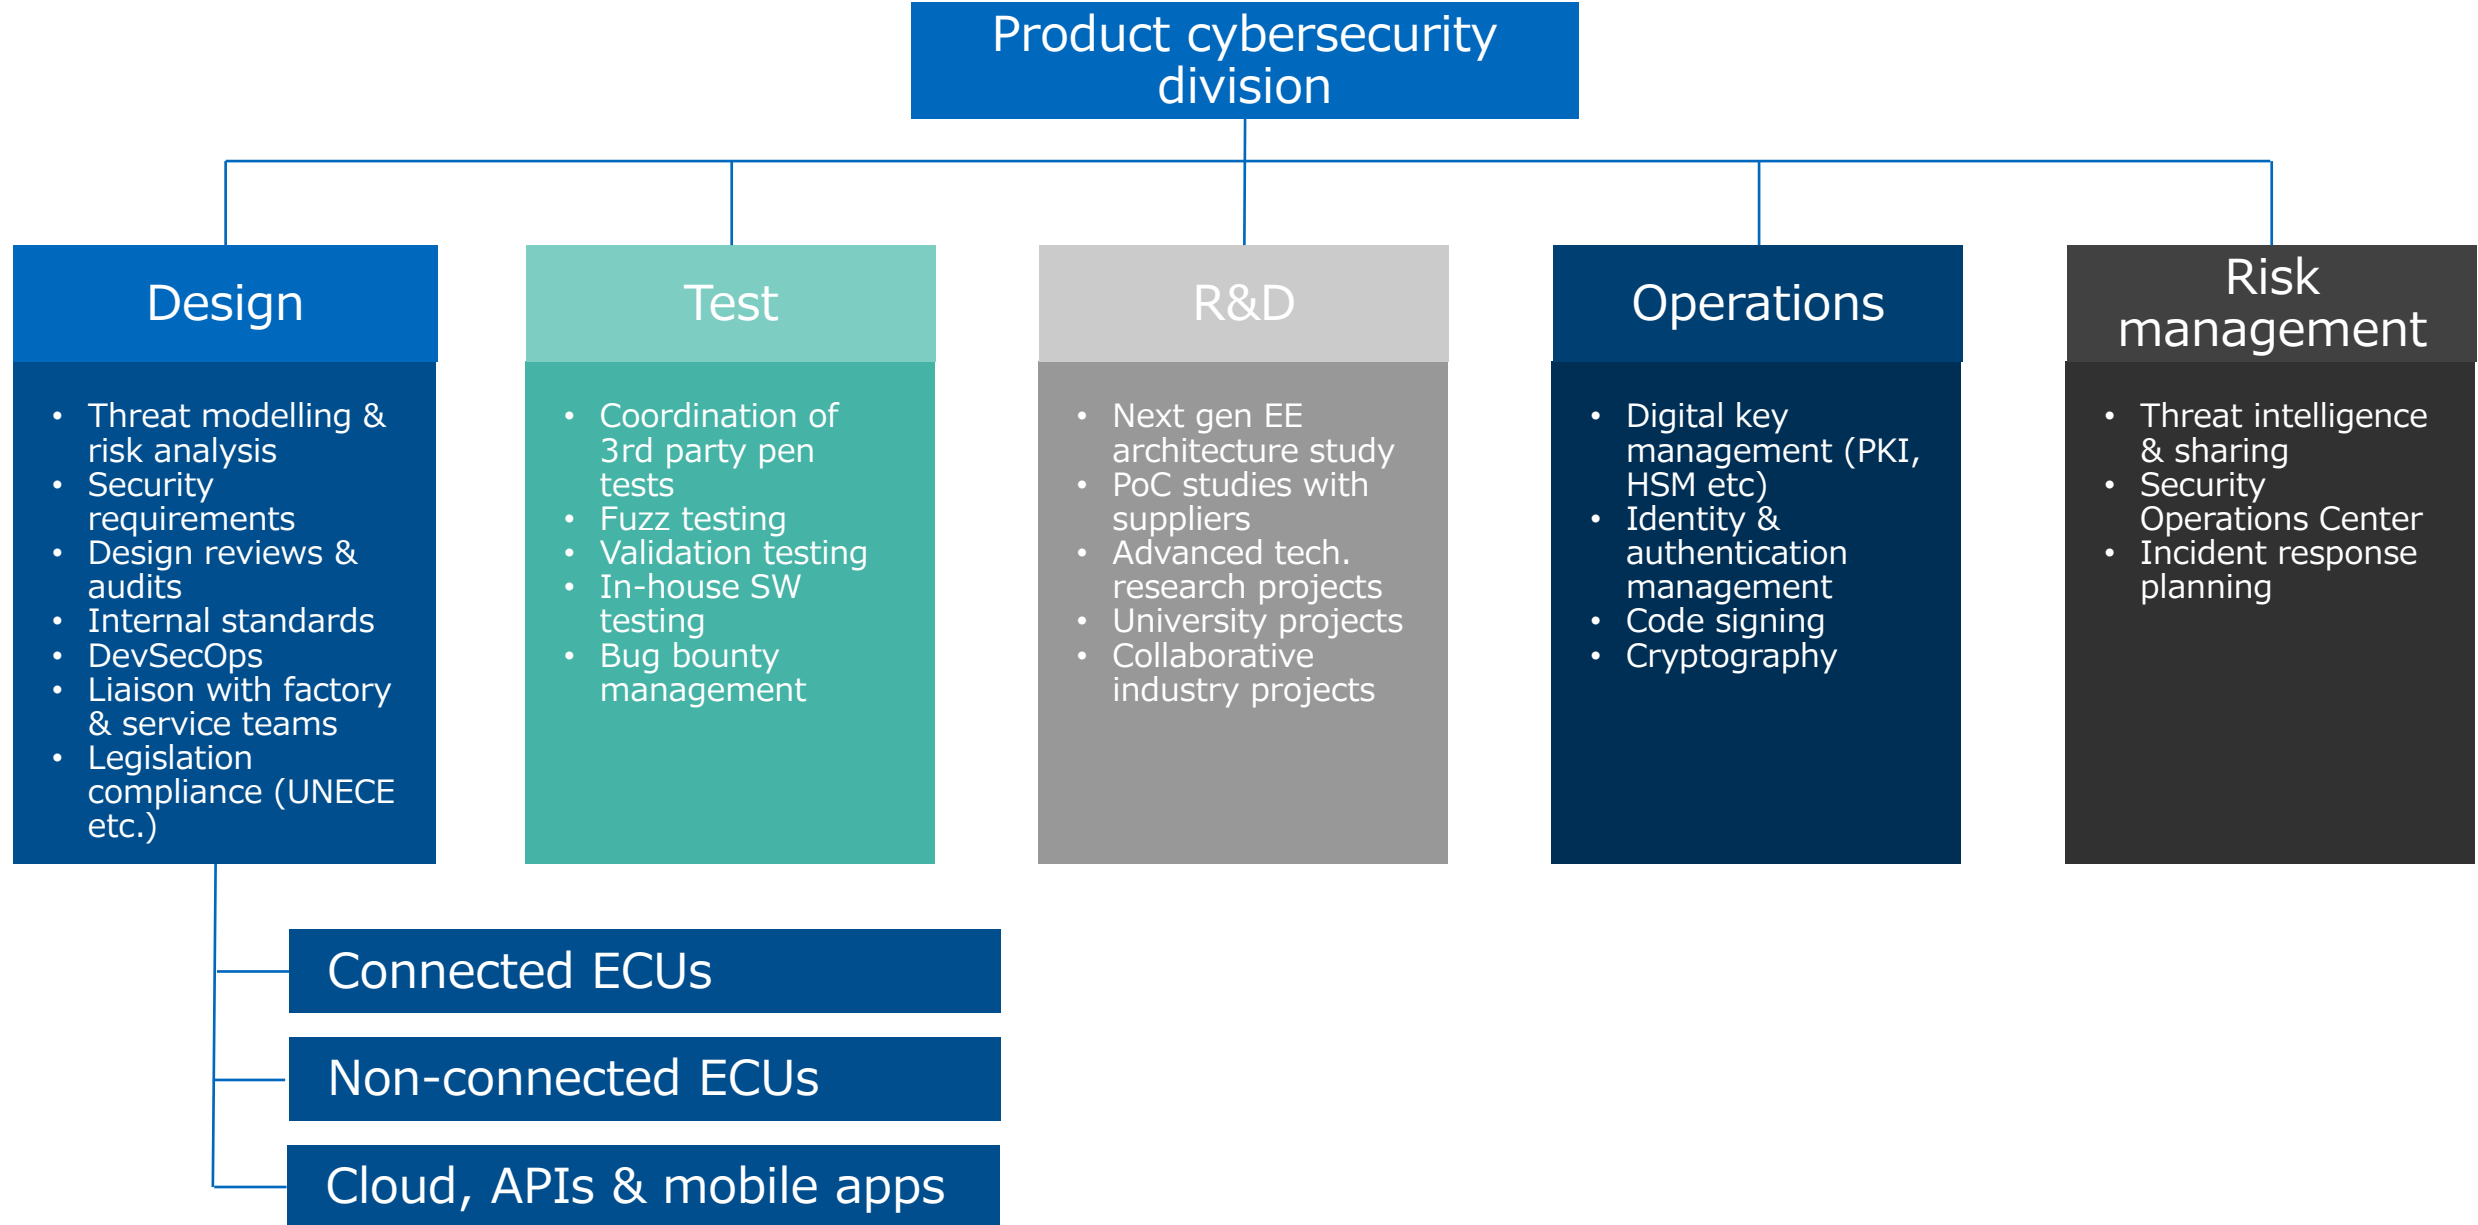 Product cybersecurity
division
Design
• Threat modelling &
risk analysis
• Security
requirements
• Design reviews &
audits
• Internal standards
• DevSecOps
• Liaison with factory
& service teams
• Legislation
compliance (UNECE
etc.)
Test
• Coordination of
3rd party pen
tests
• Fuzz testing
• Validation testing
• In-house SW
testing
• Bug bounty
management
R&D
• Next gen EE
architecture study
• PoC studies with
suppliers
• Advanced tech.
research projects
• University projects
• Collaborative
industry projects
Operations
• Digital key
management (PKI,
HSM etc)
• Identity &
authentication
management
• Code signing
• Cryptography
Risk
management
• Threat intelligence
& sharing
• Security
Operations Center
• Incident response
planning
Connected ECUs
Non-connected ECUs
Cloud, APIs & mobile apps